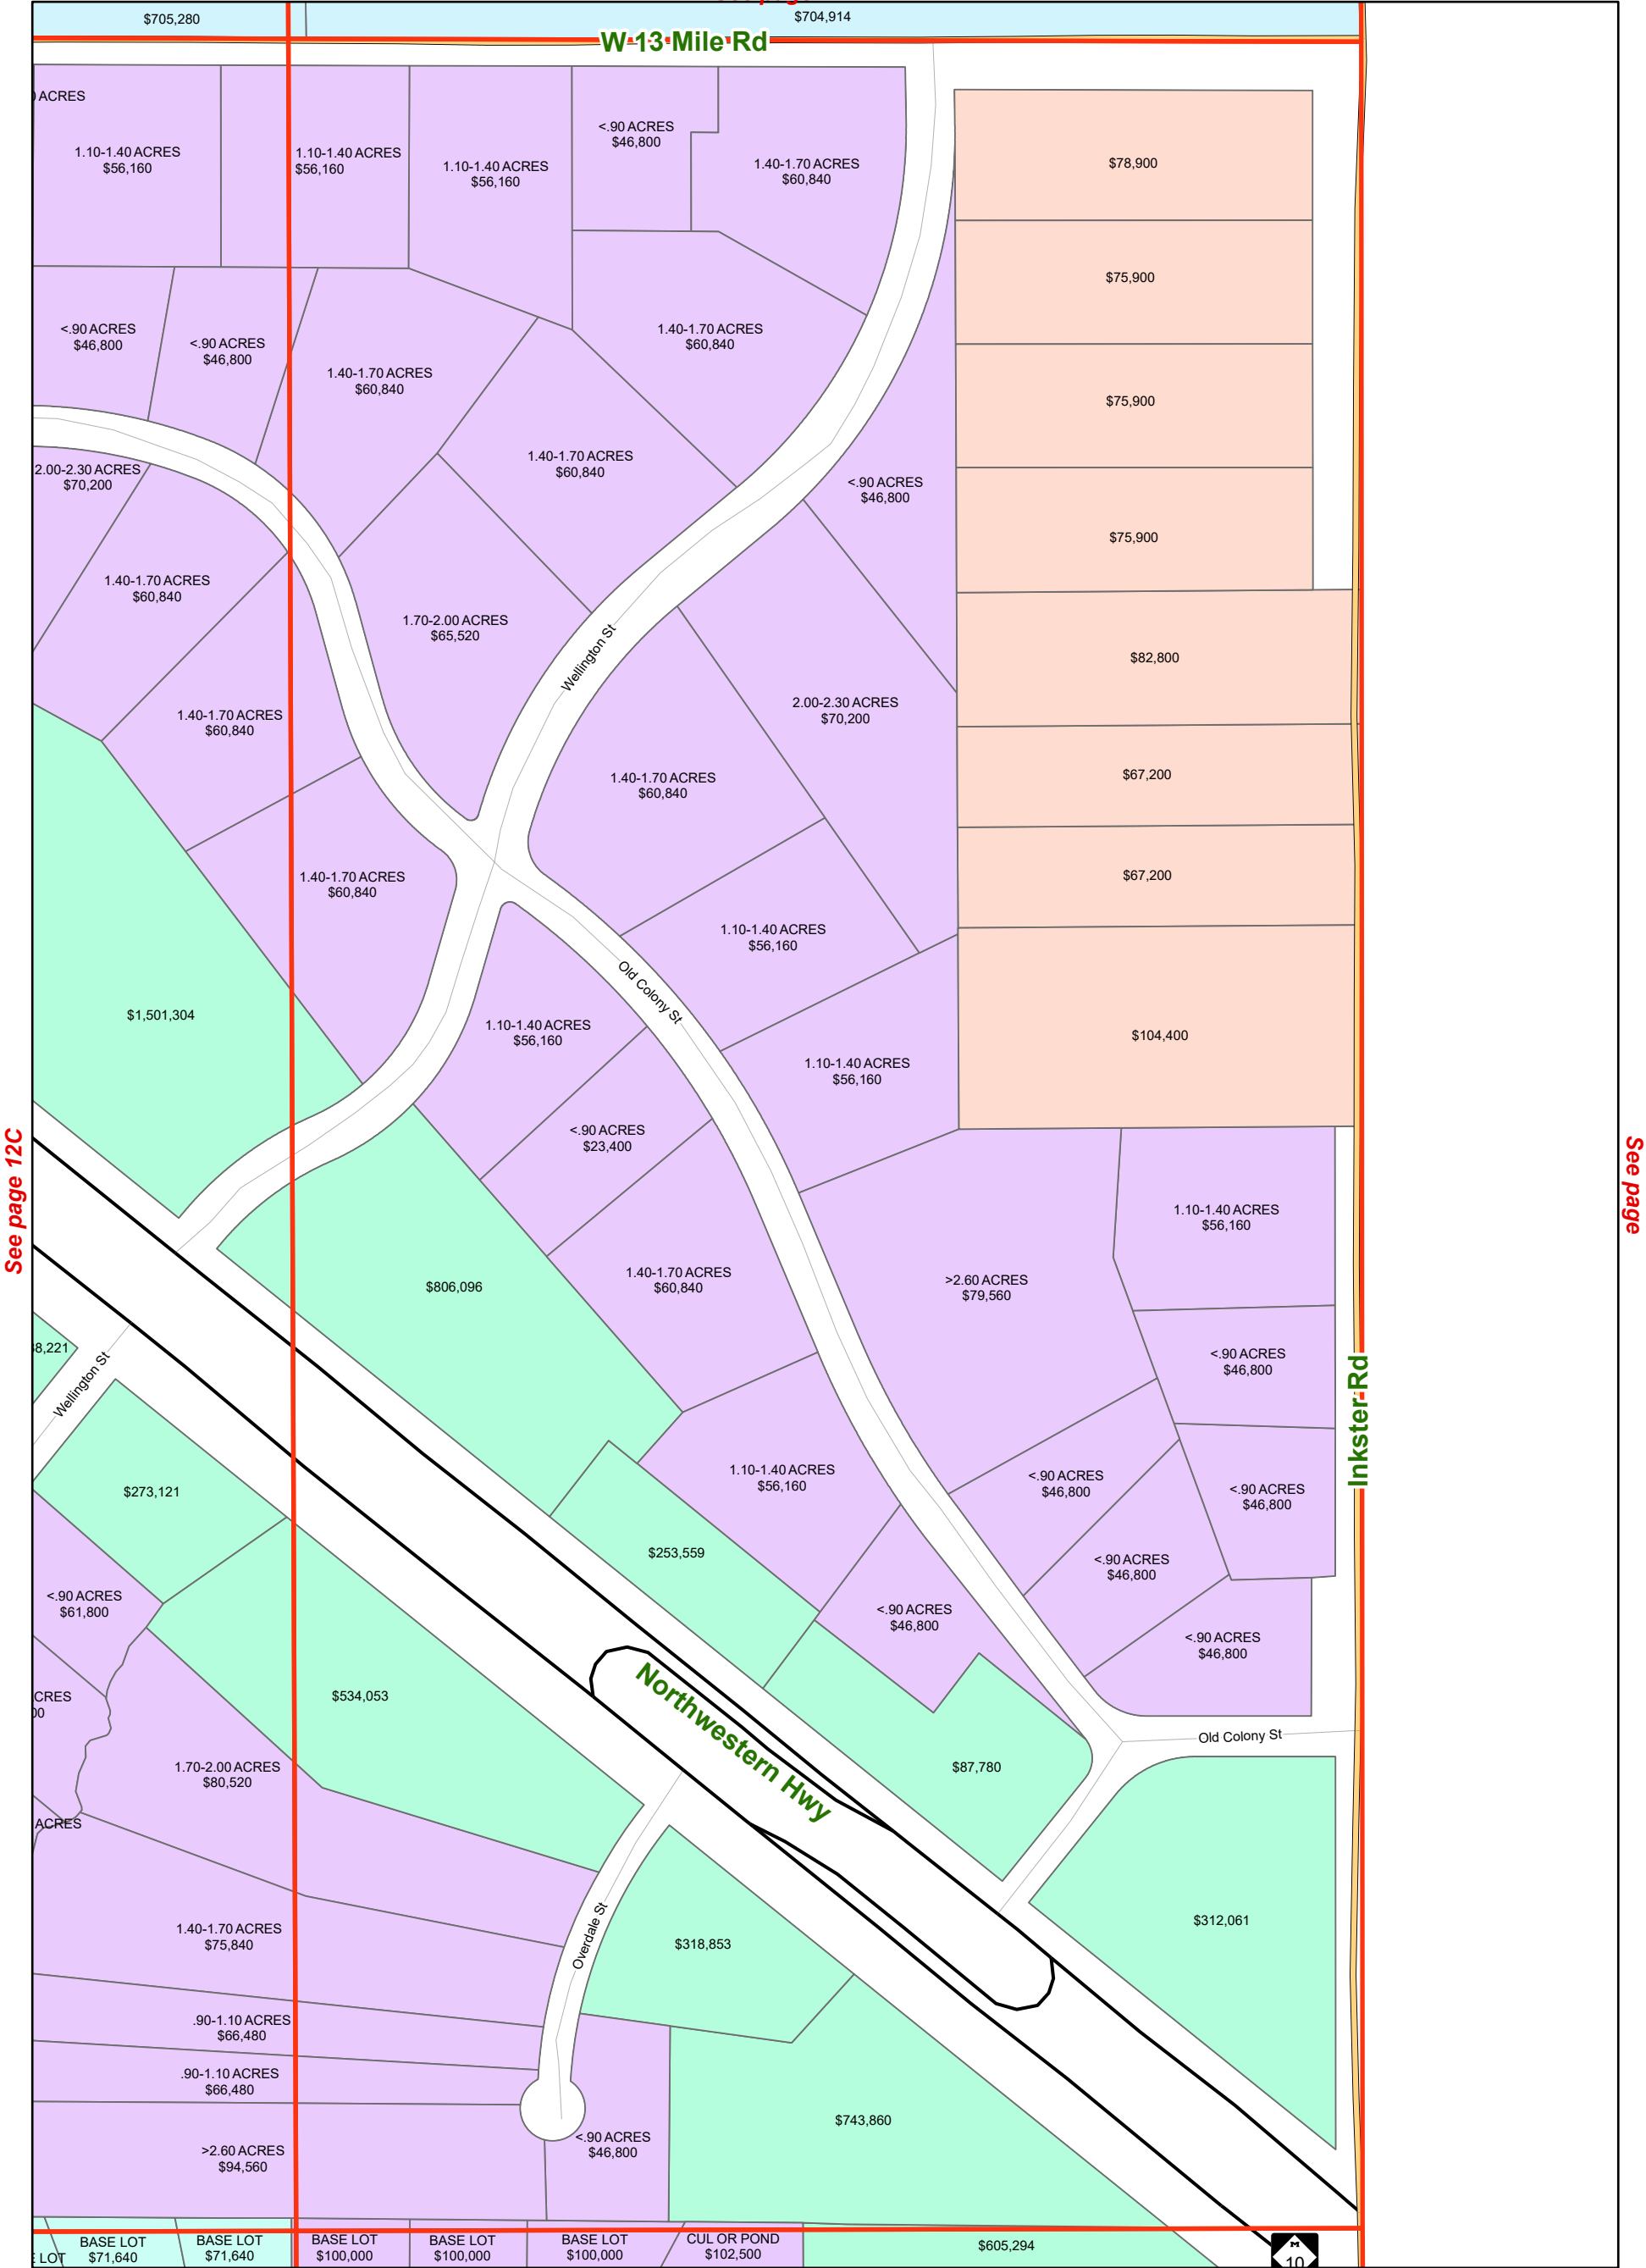 $705,280
$704,914
W 13 Mile Rd
ACRES
1.10-1.40 ACRES
$56,160
1.10-1.40 ACRES
$56,160
1.10-1.40 ACRES
$56,160
<.90 ACRES
$46,800
1.40-1.70 ACRES
$60,840
$78,900
$75,900
<.90 ACRES
$46,800
<.90 ACRES
$46,800
1.40-1.70 ACRES
$60,840
1.40-1.70 ACRES
$60,840
$75,900
2.00-2.30 ACRES
$70,200
1.40-1.70 ACRES
$60,840
<.90 ACRES
$46,800
$75,900
1.40-1.70 ACRES
$60,840
1.70-2.00 ACRES
$65,520
Wellington St
$82,800
1.40-1.70 ACRES
$60,840
2.00-2.30 ACRES
$70,200
1.40-1.70 ACRES
$60,840
$67,200
1.40-1.70 ACRES
$60,840
$67,200
1.10-1.40 ACRES
$56,160
Old Colony St
$1,501,304
1.10-1.40 ACRES
$56,160
1.10-1.40 ACRES
$56,160
$104,400
<.90 ACRES
$23,400
See page 12C
See page
1.10-1.40 ACRES
$56,160
$806,096
1.40-1.70 ACRES
$60,840
>2.60 ACRES
$79,560
8,221
Wellington St
<.90 ACRES
$46,800
Inkster Rd
$273,121
1.10-1.40 ACRES
$56,160
<.90 ACRES
$46,800
<.90 ACRES
$46,800
$253,559
<.90 ACRES
$46,800
<.90 ACRES
$61,800
<.90 ACRES
$46,800
<.90 ACRES
$46,800
CRES
00
$534,053
Northwestern Hwy
Old Colony St
1.70-2.00 ACRES
$80,520
$87,780
ACRES
1.40-1.70 ACRES
$75,840
Overdale St
$318,853
$312,061
.90-1.10 ACRES
$66,480
.90-1.10 ACRES
$66,480
>2.60 ACRES
$94,560
<.90 ACRES
$46,800
$743,860
LOT
BASE LOT
$71,640
BASE LOT
$71,640
BASE LOT
$100,000
BASE LOT
$100,000
BASE LOT
$100,000
CUL OR POND
$102,500
$605,294
M
10